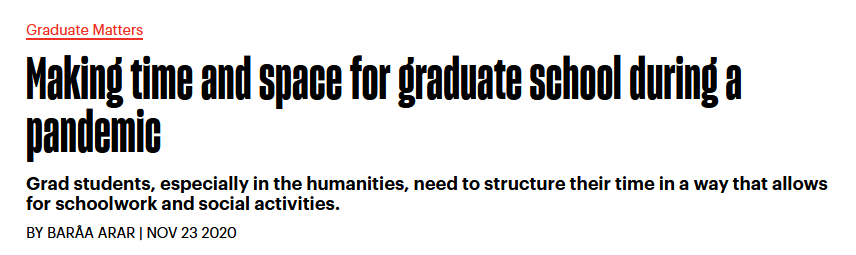 Graduate Matters
Making time and space for graduate school during a
pandemic
Grad students, especially in the humanities, need to structure their time in a way that allows
for schoolwork and social activities.
BY BARÂA ARAR | NOV 23 2020